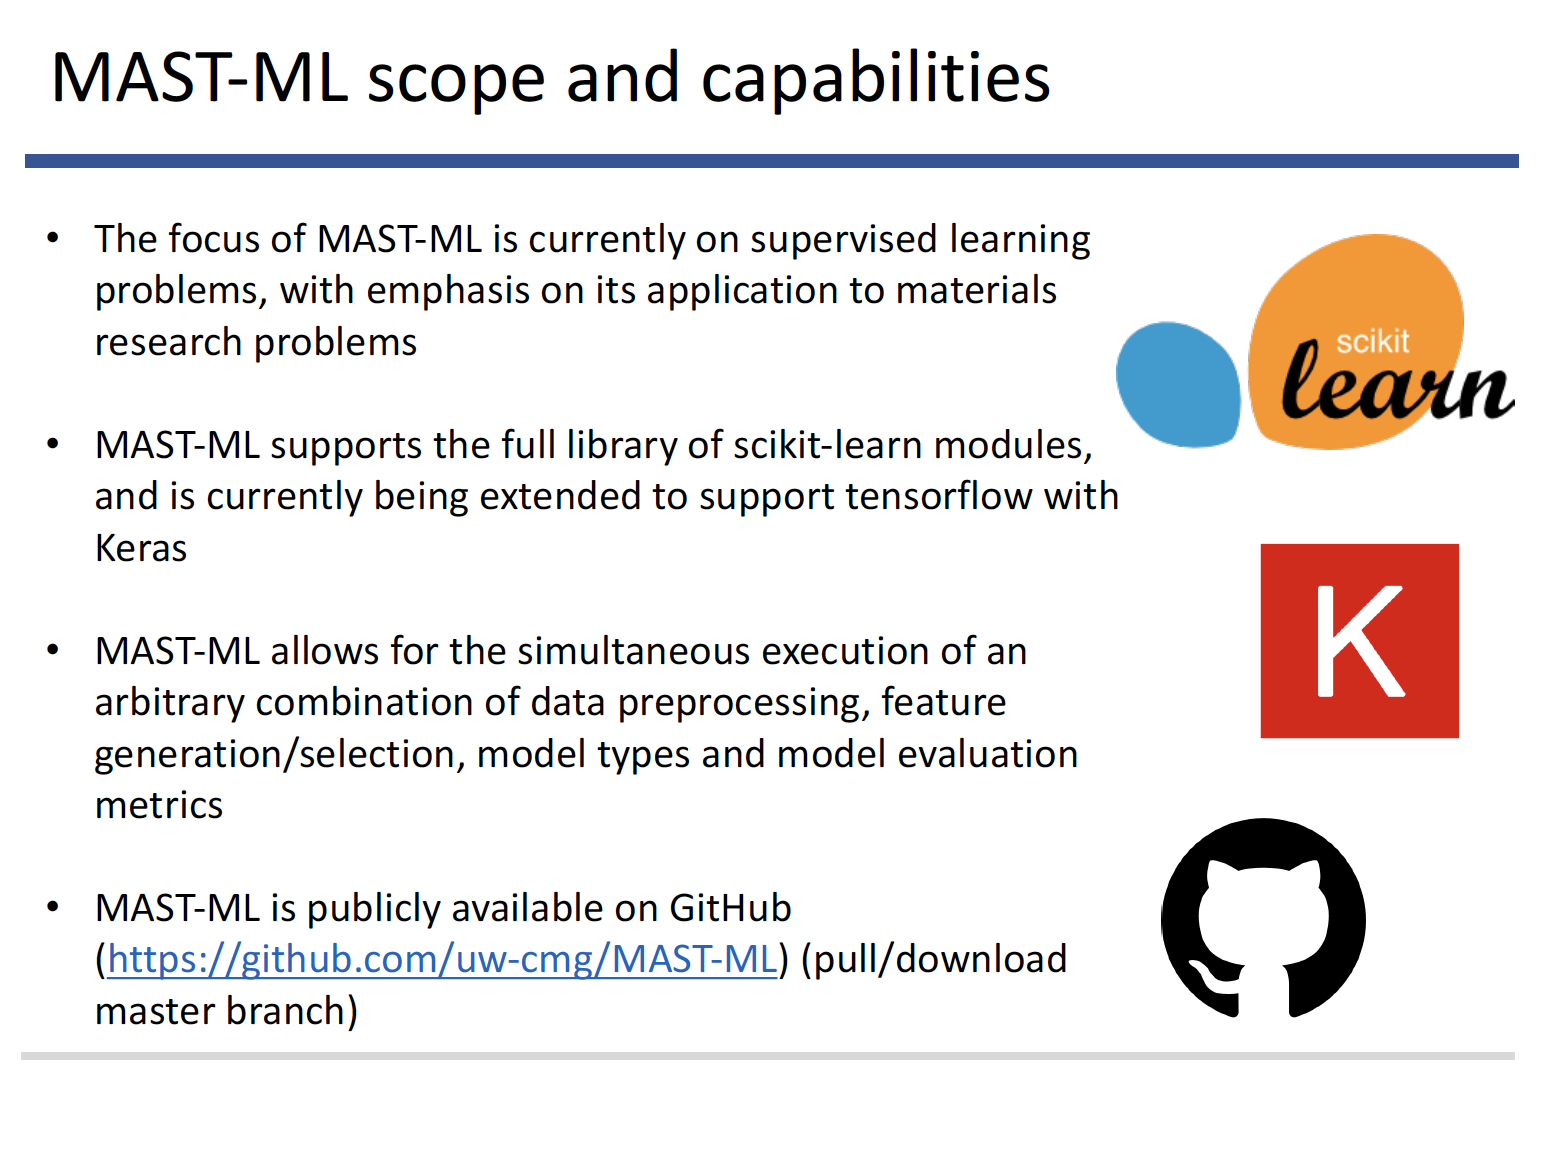 MAST-ML scope and capabilities
• The focus of MAST-ML is currently on supervised learning
problems, with emphasis on its application to materials
research problems
• MAST-ML supports the full library of scikit-learn modules,
and is currently being extended to support tensorflow with
Keras
• MAST-ML allows for the simultaneous execution of an
arbitrary combination of data preprocessing, feature
generation/selection, model types and model evaluation
metrics
• MAST-ML is publicly available on GitHub
(https://github.com/uw-cmg/MAST-ML) (pull/download
master branch)
scikit
learn
K